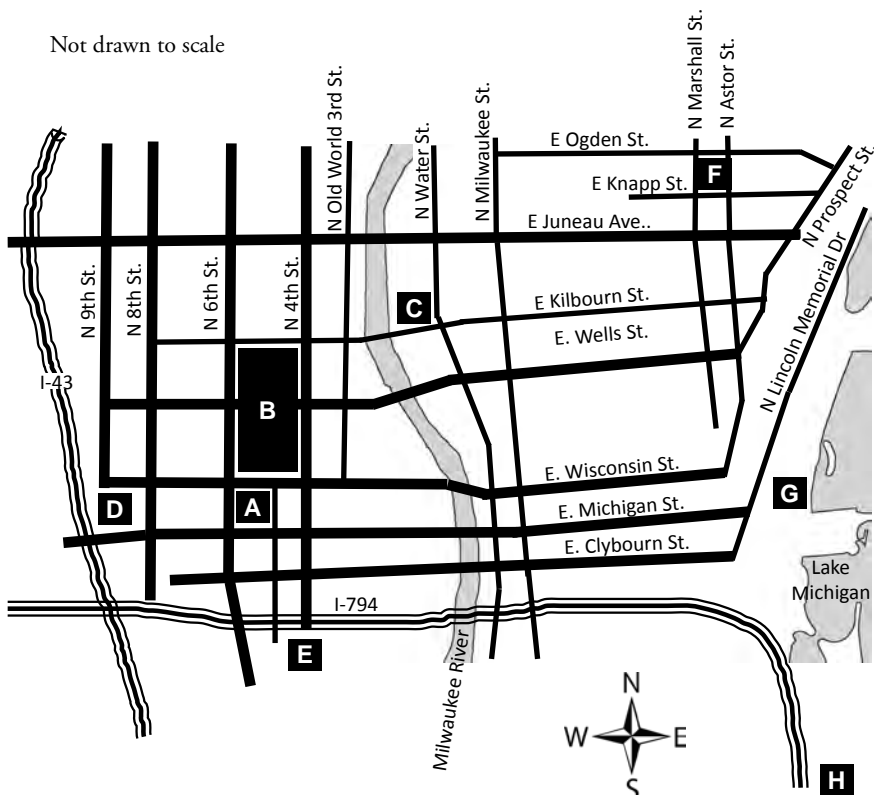 Not drawn to scale
N Old World 3rd St.
N Water St.
N Milwaukee St.
N Marshall St.
N Astor St.
E Ogden St.
E Knapp St.
F
N Prospect St.
E Juneau Ave..
N Lincoln Memorial Dr
N 9th St.
N 8th St.
N 6th St.
N 4th St.
C
E Kilbourn St.
E. Wells St.
I-43
B
E. Wisconsin St.
D
A
G
E. Michigan St.
E. Clybourn St.
Lake
Michigan
I-794
E
Milwaukee River
N
W
E
S
H